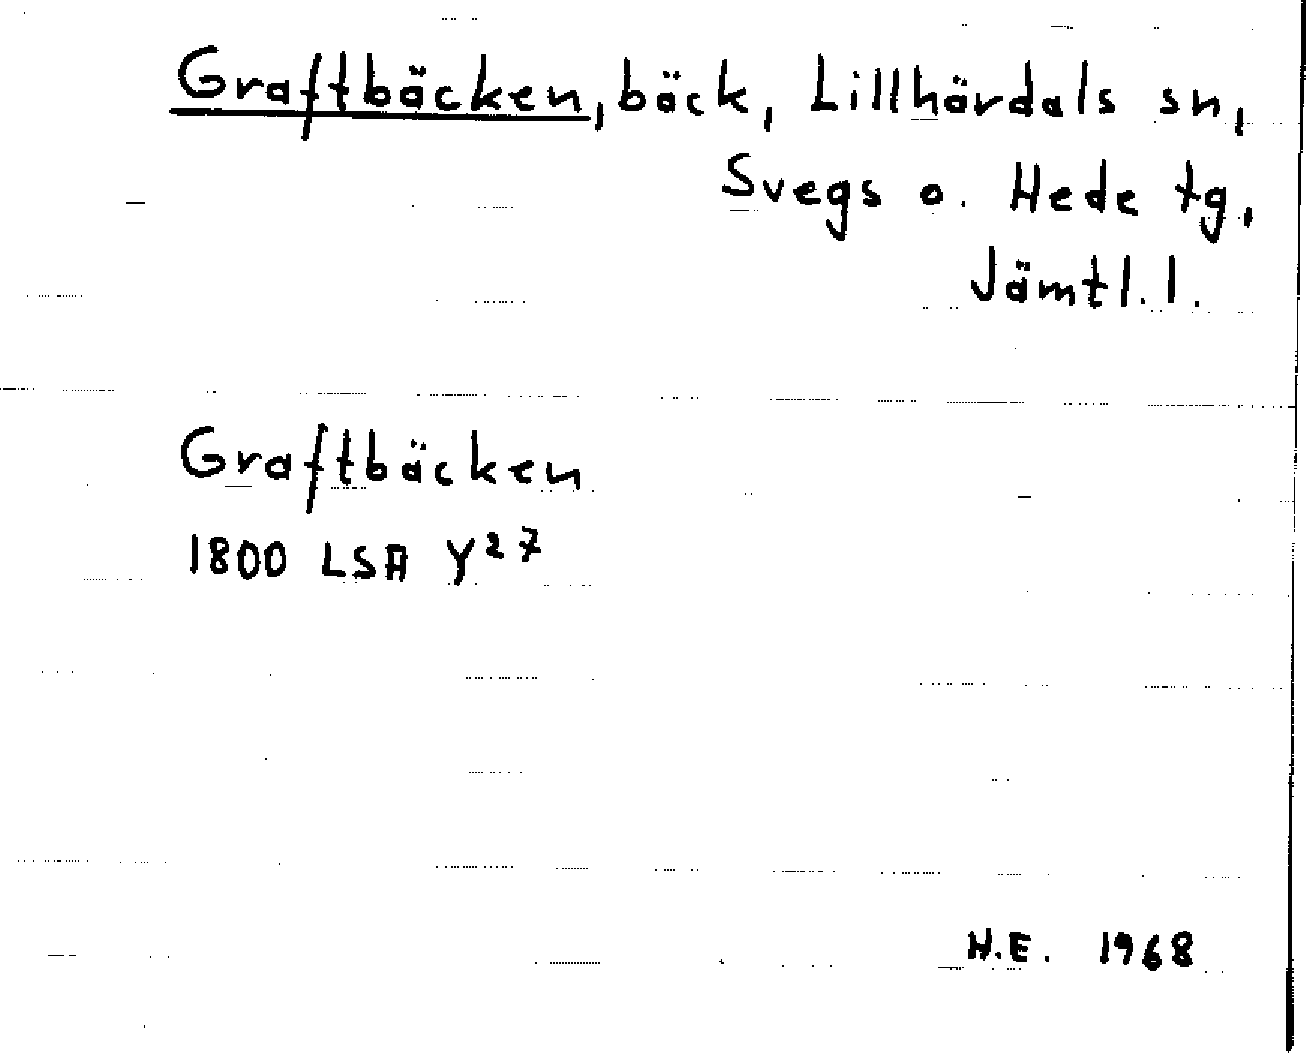 Graftbäcken, bäck, Lillhärdals sn,
Svegs o. Hede tg,
Jämtl. l.
Graftbäcken
1800 LSA Y²7
H.E. 1968